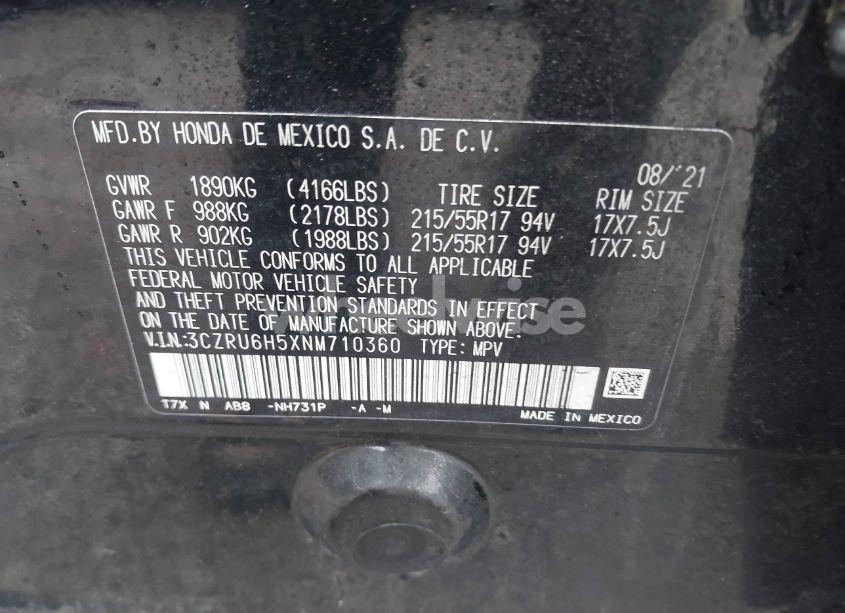 MFD.BY HONDA DE MEXICO S.A. DE C.V.
08/'21
GVWR 1890KG (4166LBS) TIRE SIZE RIM SIZE
GAWR F 988KG (2178LBS) 215/55R17 94V 17X7.5J
GAWR R 902KG (1988LBS) 215/55R17 94V 17X7.5J
THIS VEHICLE CONFORMS TO ALL APPLICABLE
FEDERAL MOTOR VEHICLE SAFETY
AND THEFT PREVENTION STANDARDS IN EFFECT
ON THE DATE OF MANUFACTURE SHOWN ABOVE.
V.I.N.:3CZRU6H5XNM710360 TYPE: MPV
T7X N AB8 -NH731P -A -M
MADE IN MEXICO